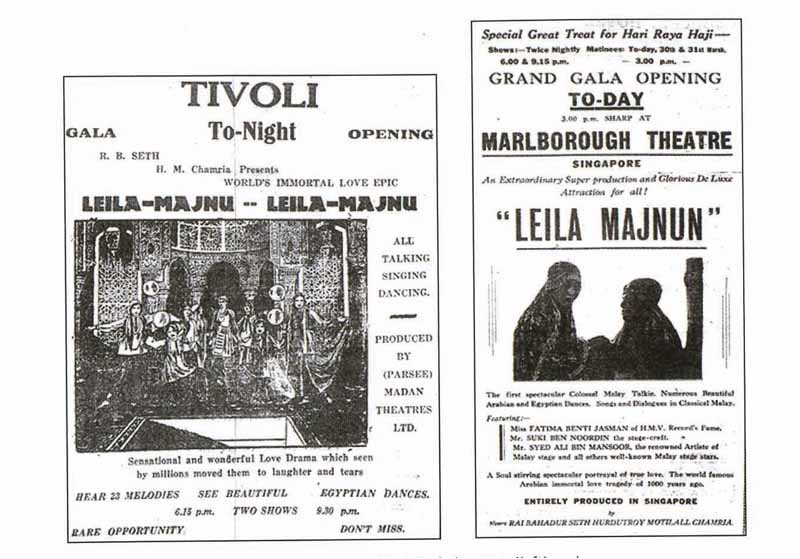 TIVOLI
GALA To-Night OPENING
R. B. SETH
H. M. Chamria Presents
WORLD'S IMMORTAL LOVE EPIC
LEILA-MAJNU -- LEILA-MAJNU
ALL
TALKING
SINGING
DANCING.
PRODUCED
BY
(PARSEE)
MADAN
THEATRES
LTD.
Sensational and wonderful Love Drama which seen
by millions moved them to laughter and tears
HEAR 23 MELODIES SEE BEAUTIFUL EGYPTIAN DANCES.
6.15 p.m. TWO SHOWS 9.30 p.m.
RARE OPPORTUNITY DON'T MISS.
Special Great Treat for Hari Raya Haji—
Shows:—Twice Nightly Matinees: To-day, 30th & 31st March.
6.00 & 9.15 p.m. — 3.00 p.m. —
GRAND GALA OPENING
TO-DAY
3.00 p.m. SHARP AT
MARLBOROUGH THEATRE
SINGAPORE
An Extraordinary Super production and Glorious De Luxe
Attraction for all!
"LEILA MAJNUN"
The first spectacular Colossal Malay Talkie. Numerous Beautiful
Arabian and Egyptian Dances. Songs and Dialogues in Classical Malay.
Featuring:—
Miss FATIMA BENTI JASMAN of H.M.V. Record's Fame.
Mr. SUKI BEN NOORDIN the stage-craft.
Mr. SYED ALI BIN MANSOOR, the renowned Artiste of
Malay stage and all others well-known Malay stage stars.
A Soul stirring spectacular portrayal of true love. The world famous
Arabian immortal love tragedy of 1000 years ago.
ENTIRELY PRODUCED IN SINGAPORE
by
RAI BAHADUR SETH HURDUTROY MOTILALL CHAMRIA.